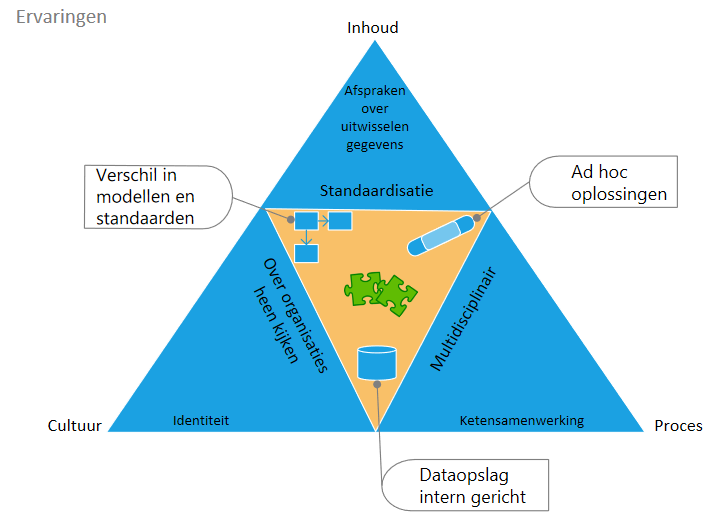 Ervaringen
Inhoud
Afspraken
over
uitwisselen
gegevens
Standaardisatie
Verschil in
modellen en
standaarden
Ad hoc
oplossingen
Over organisaties
heen kijken
Multidisciplinair
Cultuur
Identiteit
Ketensamenwerking
Proces
Dataopslag
intern gericht